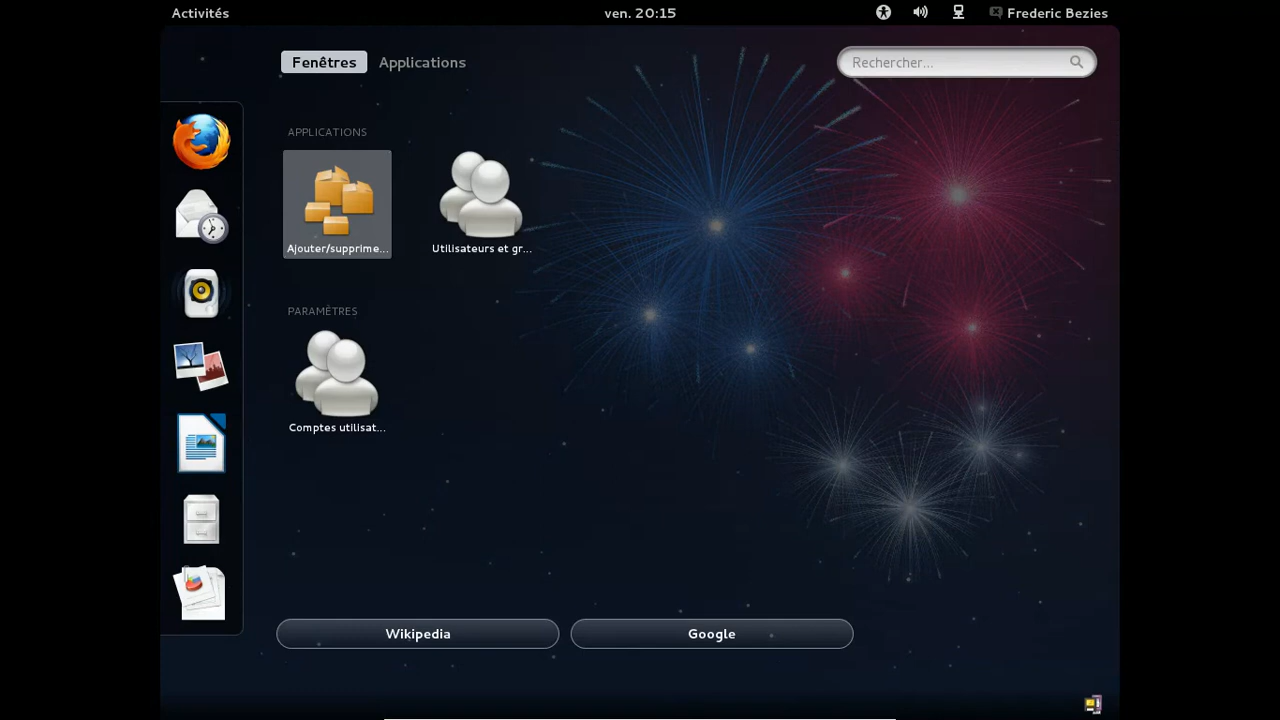 Activités
ven. 20:15
Frederic Bezies
Fenêtres
Applications
Rechercher...
APPLICATIONS
Ajouter/supprime...
Utilisateurs et gr...
PARAMÈTRES
Comptes utilisat...
Wikipedia
Google